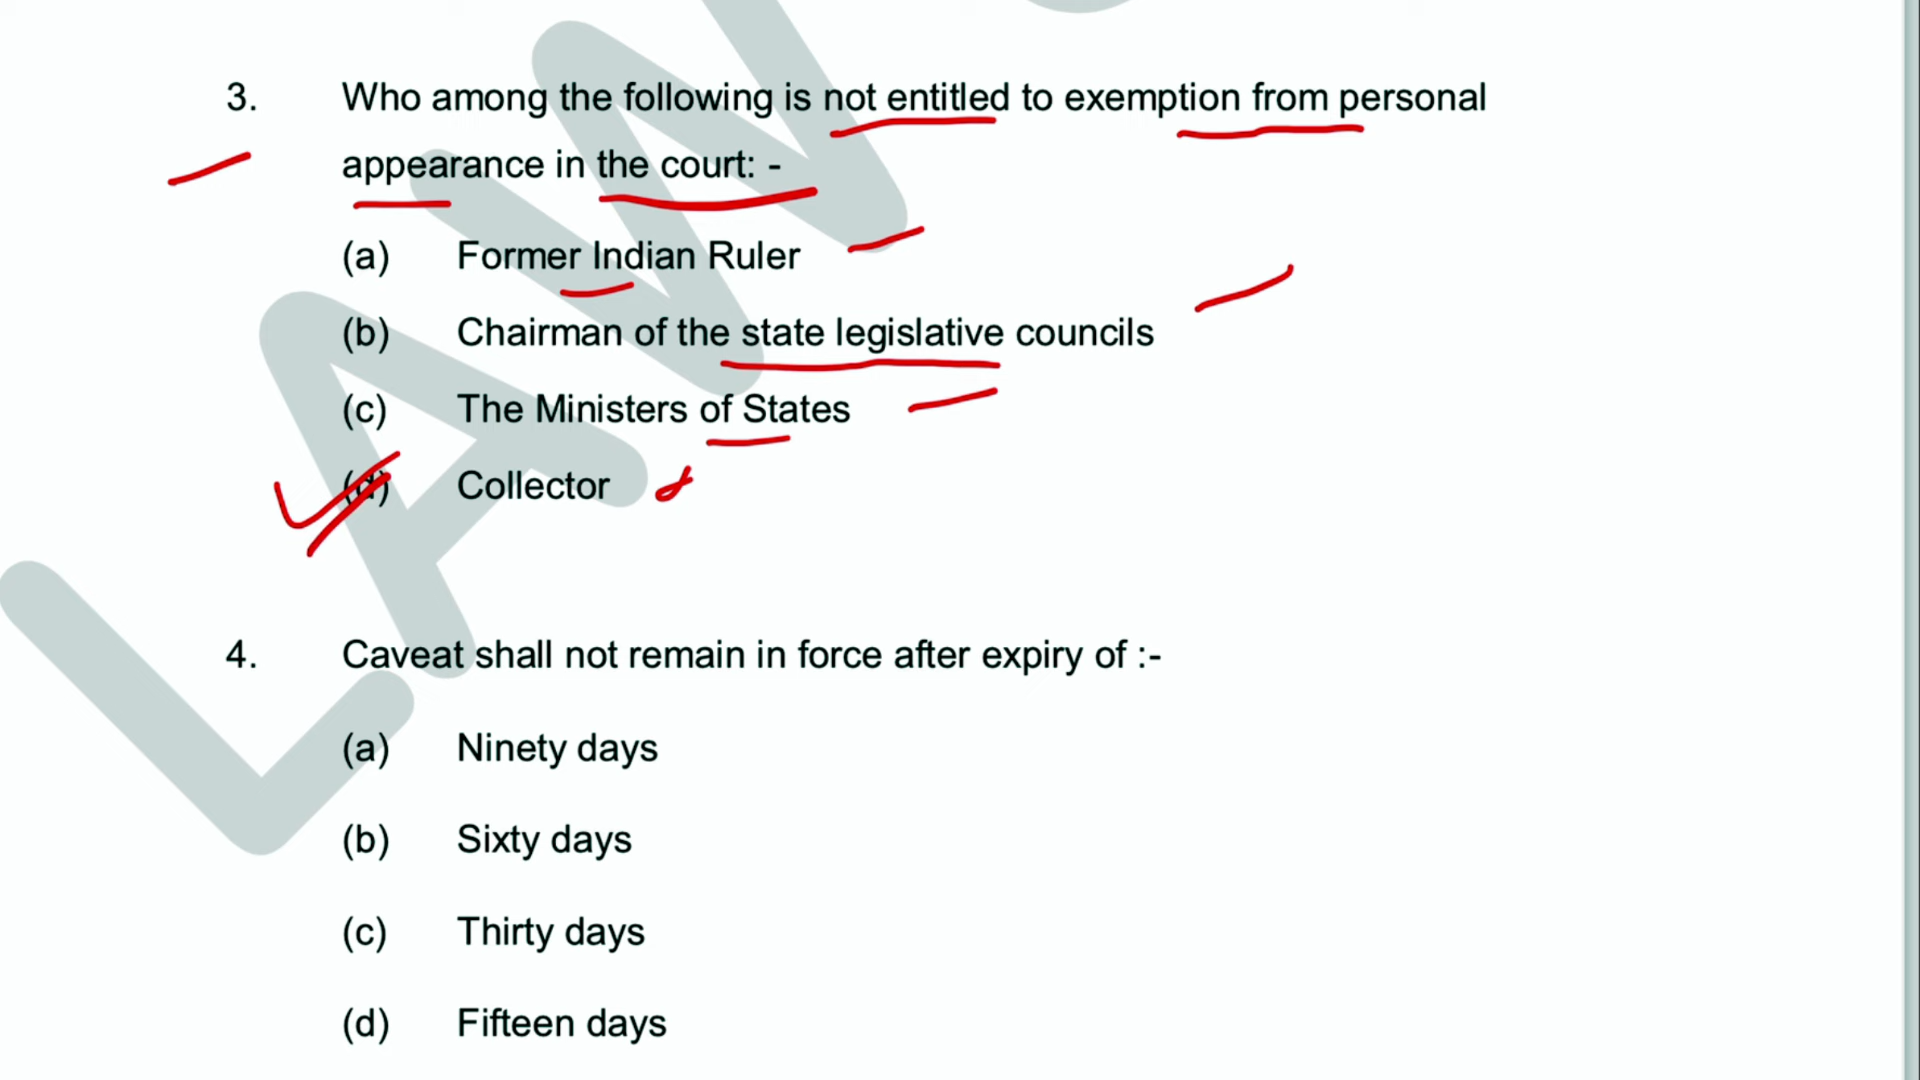 3. Who among the following is not entitled to exemption from personal
appearance in the court: -
(a) Former Indian Ruler
(b) Chairman of the state legislative councils
(c) The Ministers of States
(d) Collector
4. Caveat shall not remain in force after expiry of :-
(a) Ninety days
(b) Sixty days
(c) Thirty days
(d) Fifteen days
LAW